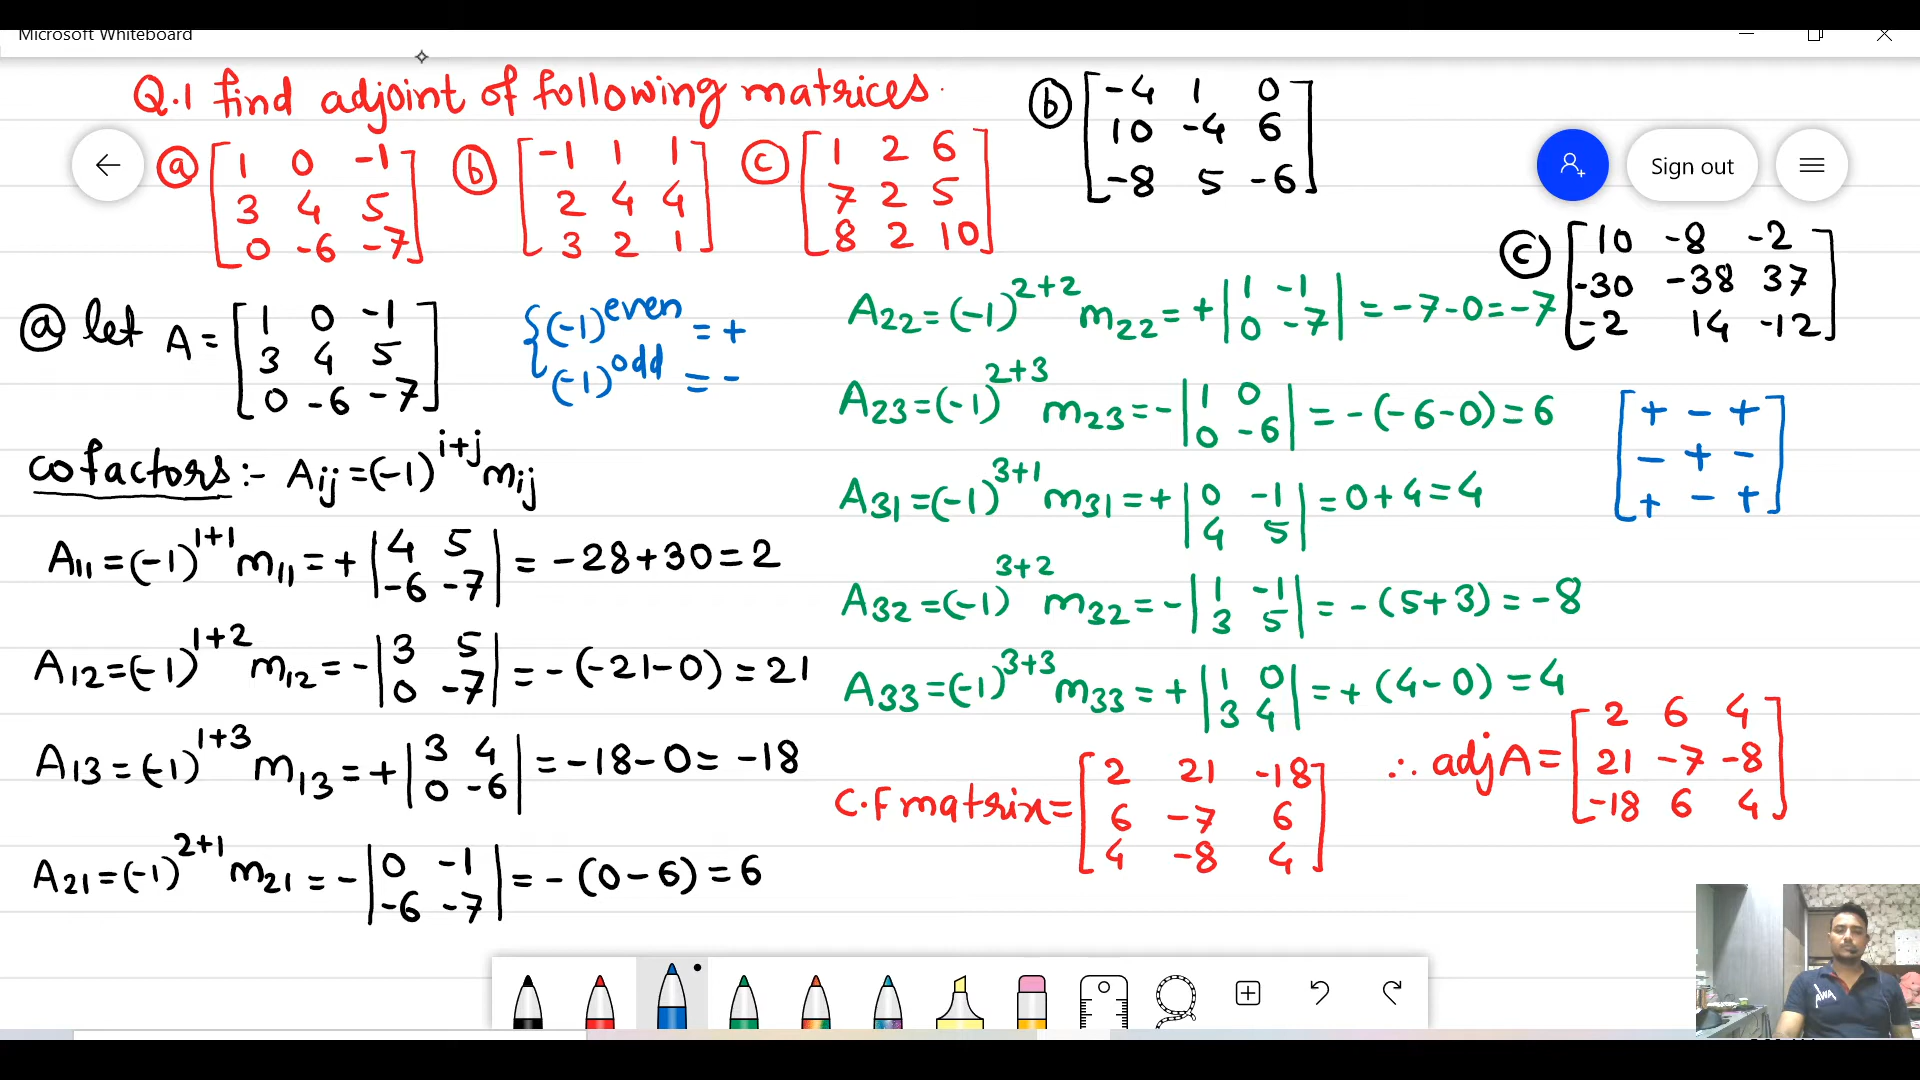 Microsoft Whiteboard
Q.1 find adjoint of following matrices.
(a) [1 0 -1
3 4 5
0 -6 -7]
(b) [-1 1 1
2 4 4
3 2 1]
(c) [1 2 6
7 2 5
8 2 10]
(b) [-4 1 0
10 -4 6
-8 5 -6]
Sign out
(c) [10 -8 -2
-30 -38 37
-2 14 -12]
(a) let A = [1 0 -1
3 4 5
0 -6 -7]
{(-1)^even = +
(-1)^odd = -
cofactors:- Aij = (-1)^i+j mij
A11 = (-1)^1+1 m11 = + |4 5
-6 -7| = -28+30 = 2
A12 = (-1)^1+2 m12 = - |3 5
0 -7| = -(-21-0) = 21
A13 = (-1)^1+3 m13 = + |3 4
0 -6| = -18-0 = -18
A21 = (-1)^2+1 m21 = - |0 -1
-6 -7| = -(0-6) = 6
A22 = (-1)^2+2 m22 = + |1 -1
0 -7| = -7-0 = -7
A23 = (-1)^2+3 m23 = - |1 0
0 -6| = -(-6-0) = 6
A31 = (-1)^3+1 m31 = + |0 -1
4 5| = 0+4 = 4
A32 = (-1)^3+2 m32 = - |1 -1
3 5| = -(5+3) = -8
A33 = (-1)^3+3 m33 = + |1 0
3 4| = +(4-0) = 4
[+ - +
- + -
+ - +]
C.F matrix = [2 21 -18
6 -7 6
4 -8 4]
∴ adj A = [2 6 4
21 -7 -8
-18 6 4]